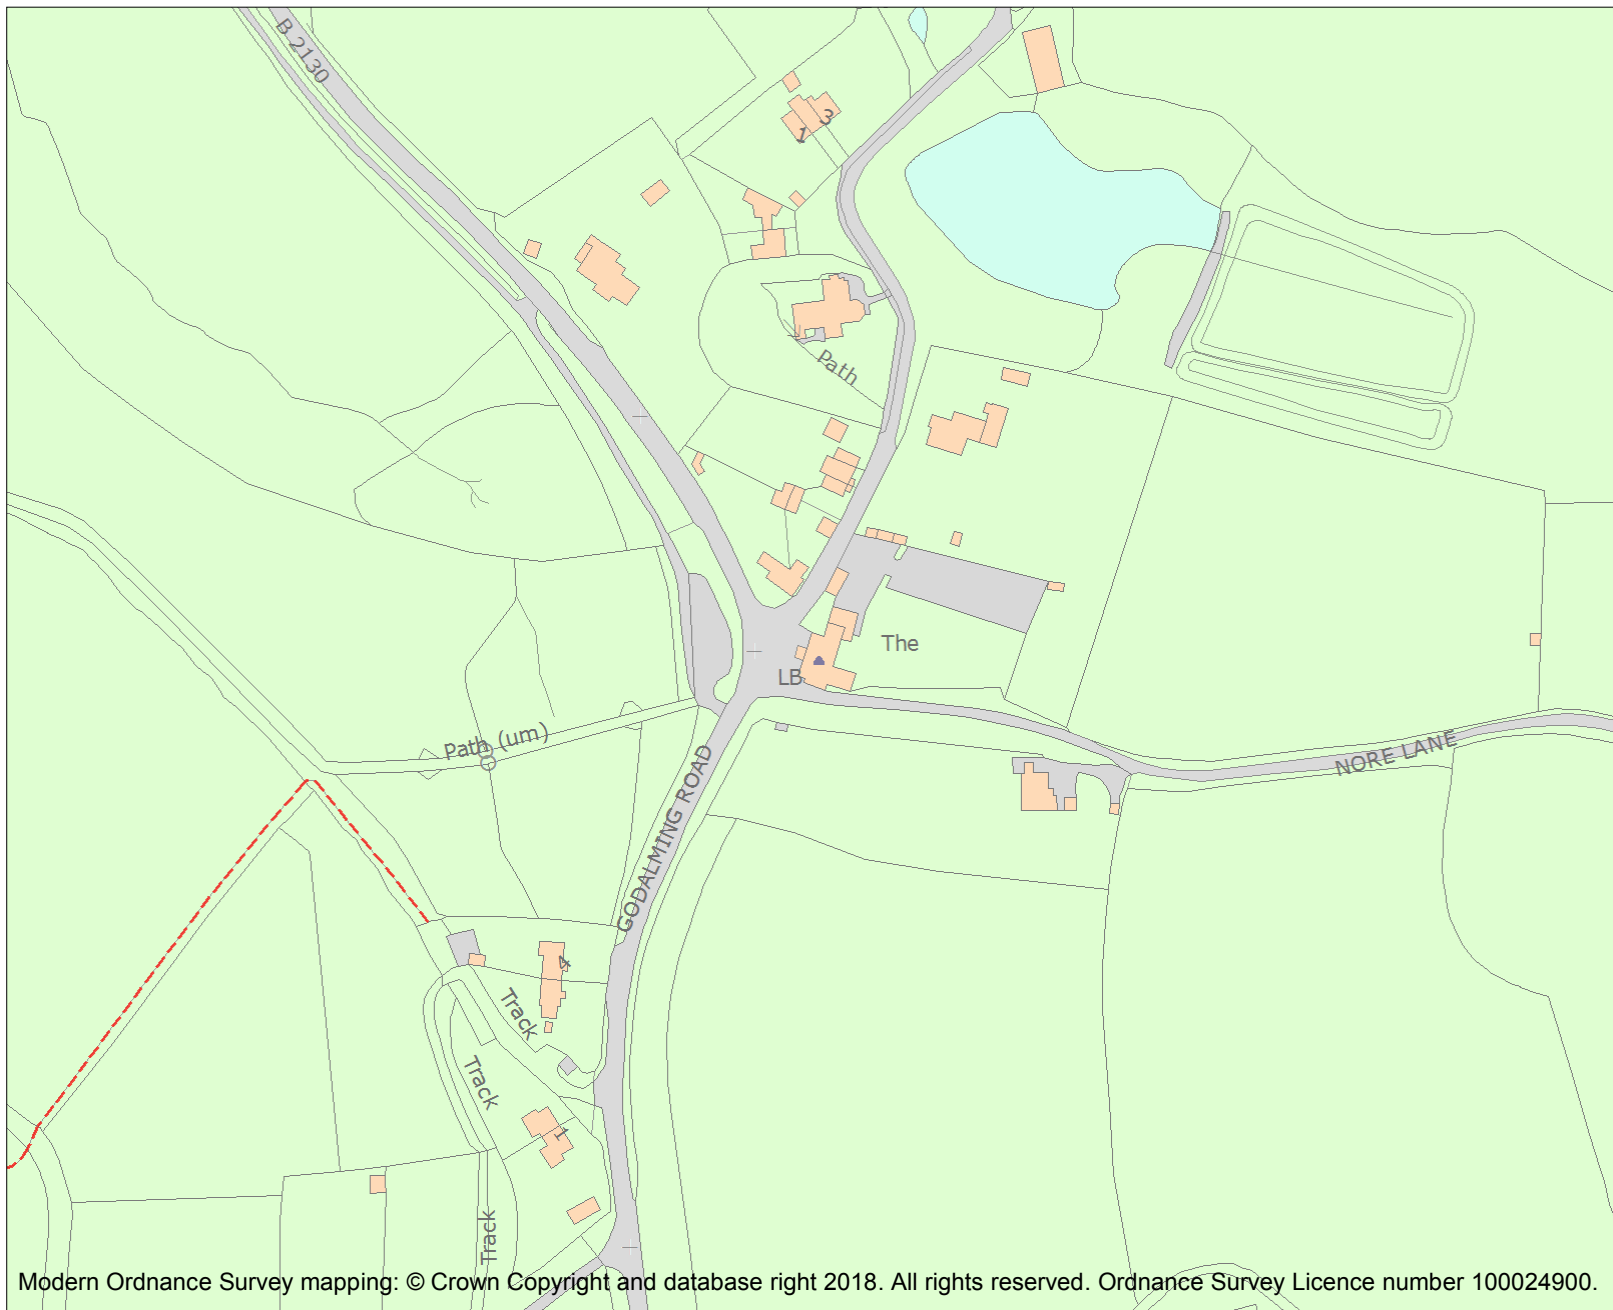 B 2130
3
1
Path
The
LB
Path (um)
NORE LANE
GODALMING ROAD
4
Track
Track
1
Track
Modern Ordnance Survey mapping: © Crown Copyright and database right 2018. All rights reserved. Ordnance Survey Licence number 100024900.